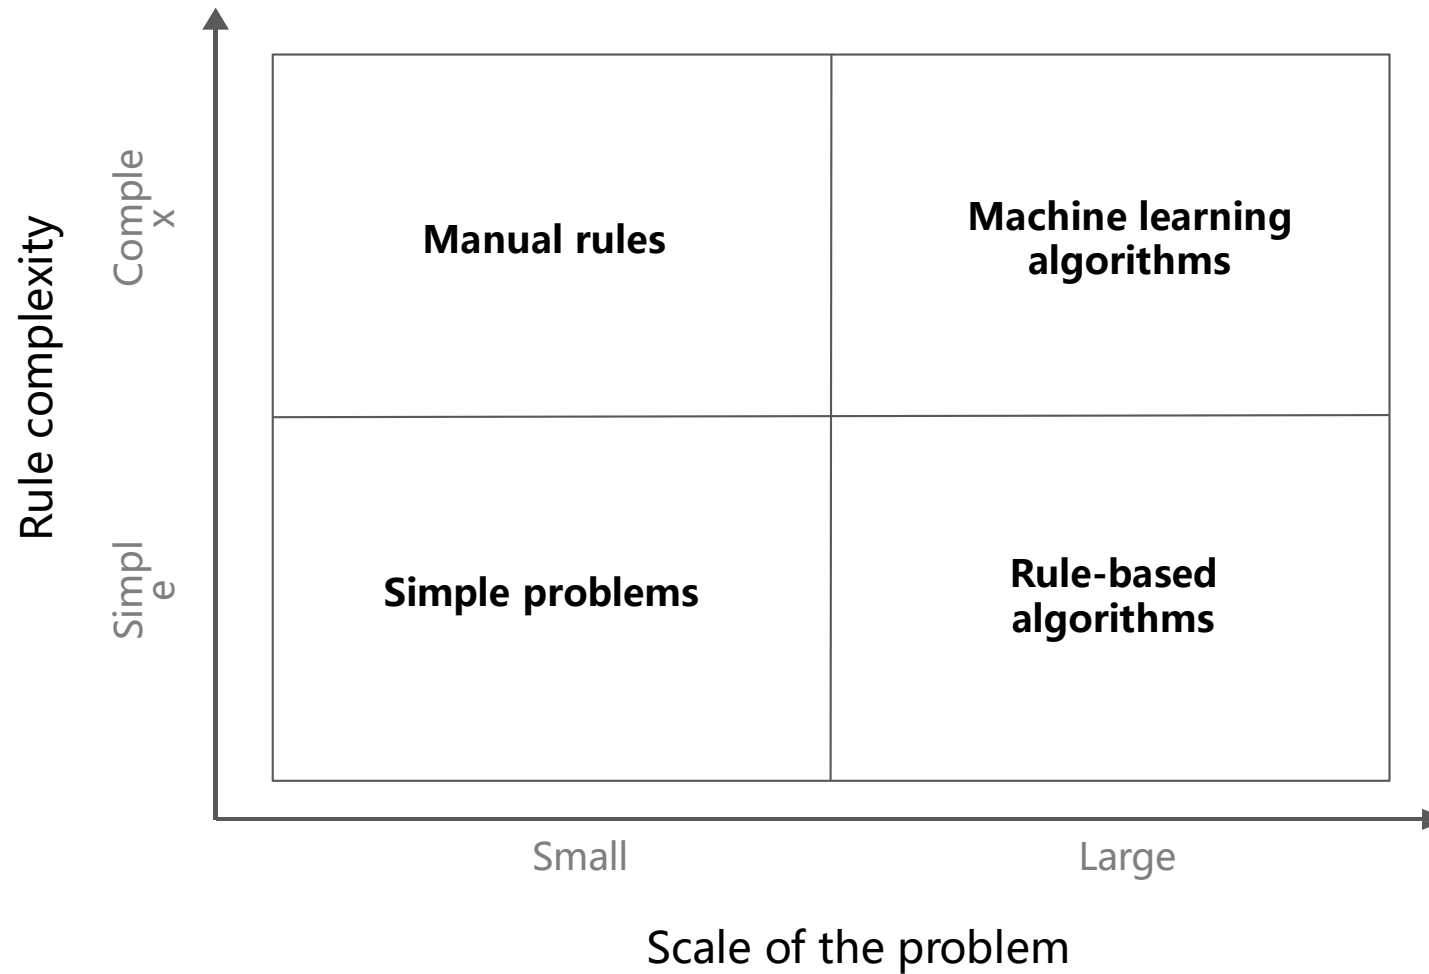 Rule complexity
Comple
x
Simpl
e
Manual rules
Machine learning
algorithms
Simple problems
Rule-based
algorithms
Small
Large
Scale of the problem